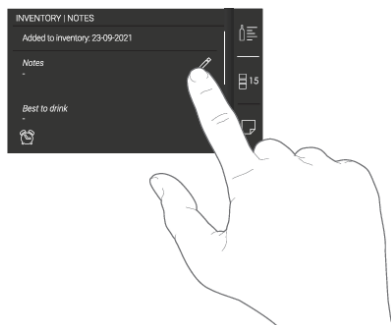 INVENTORY | NOTES
Added to inventory: 23-09-2021
Notes
-
15
Best to drink
-